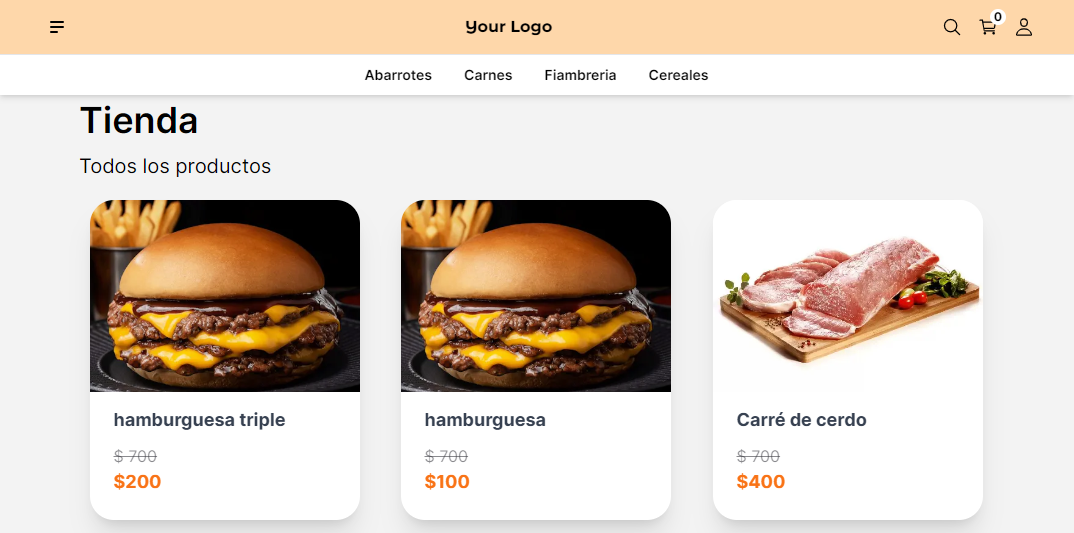 Your Logo
0
Abarrotes Carnes Fiambreria Cereales
Tienda
Todos los productos
hamburguesa triple
$ 700
$200
hamburguesa
$ 700
$100
Carré de cerdo
$ 700
$400